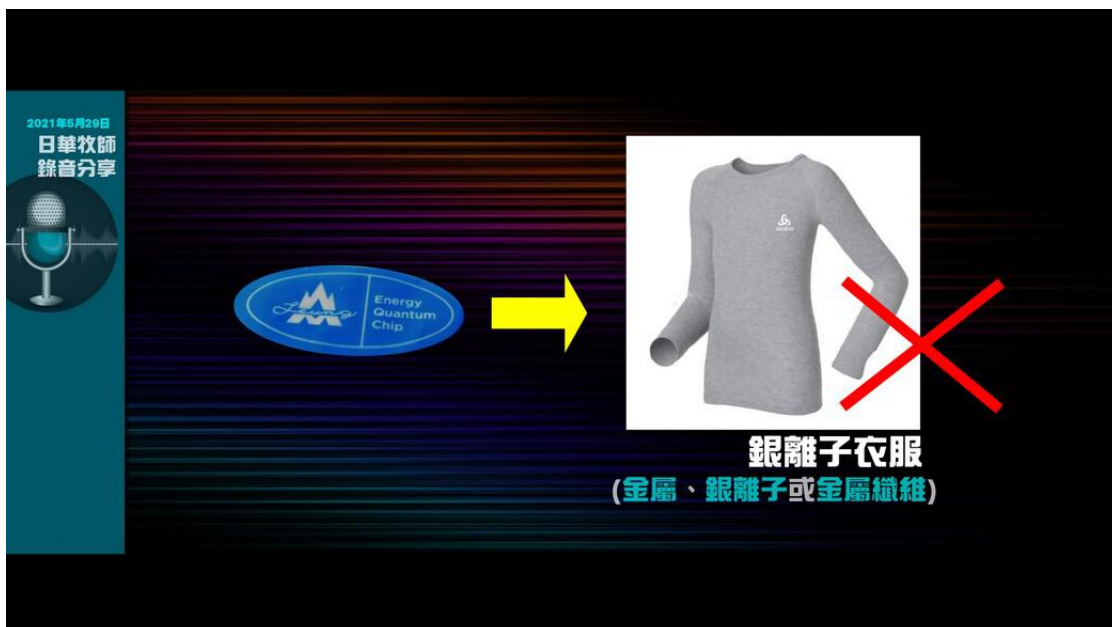 2021年5月29日
日華牧師
錄音分享
Leung
Energy
Quantum
Chip
銀離子衣服
(金屬、銀離子或金屬纖維)